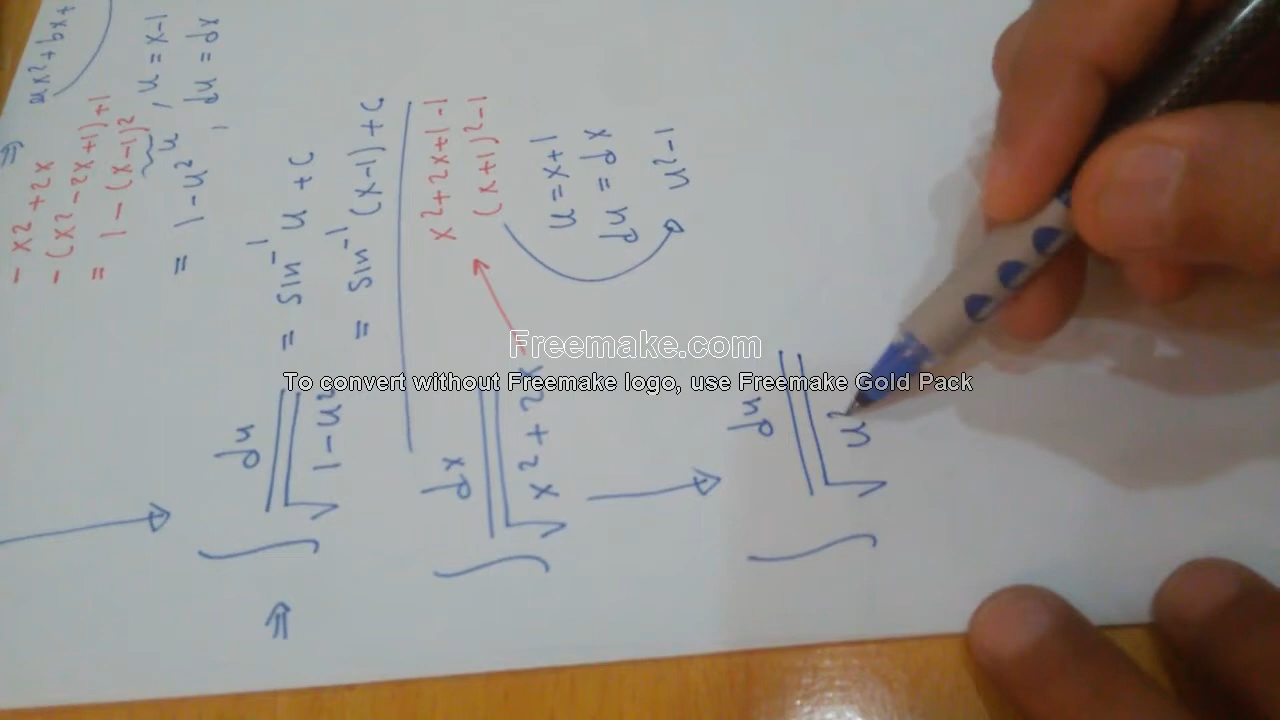 ax²+bx+
⇒
- x²+2x
- (x²-2x+1)+1
= 1-(x-1)²
u
, u = x-1
= 1-u² , du = dx
⇒ ∫ du / √(1-u²) = sin⁻¹ u + c
= sin⁻¹ (x-1) + c
∫ dx / √(x²+2x)
x²+2x+1-1
(x+1)²-1
u = x+1
du = dx
u²-1
∫ du / √(u²
Freemake.com
To convert without Freemake logo, use Freemake Gold Pack